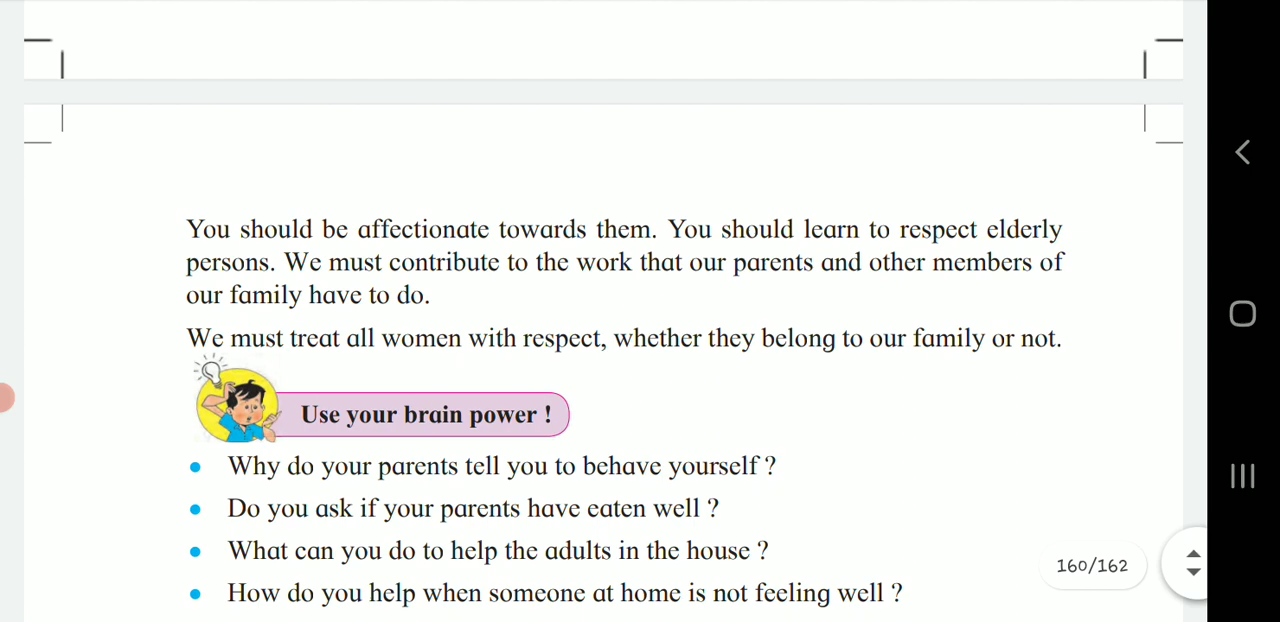 You should be affectionate towards them. You should learn to respect elderly
persons. We must contribute to the work that our parents and other members of
our family have to do.
We must treat all women with respect, whether they belong to our family or not.
Use your brain power !
• Why do your parents tell you to behave yourself ?
• Do you ask if your parents have eaten well ?
• What can you do to help the adults in the house ?
• How do you help when someone at home is not feeling well ?
160/162